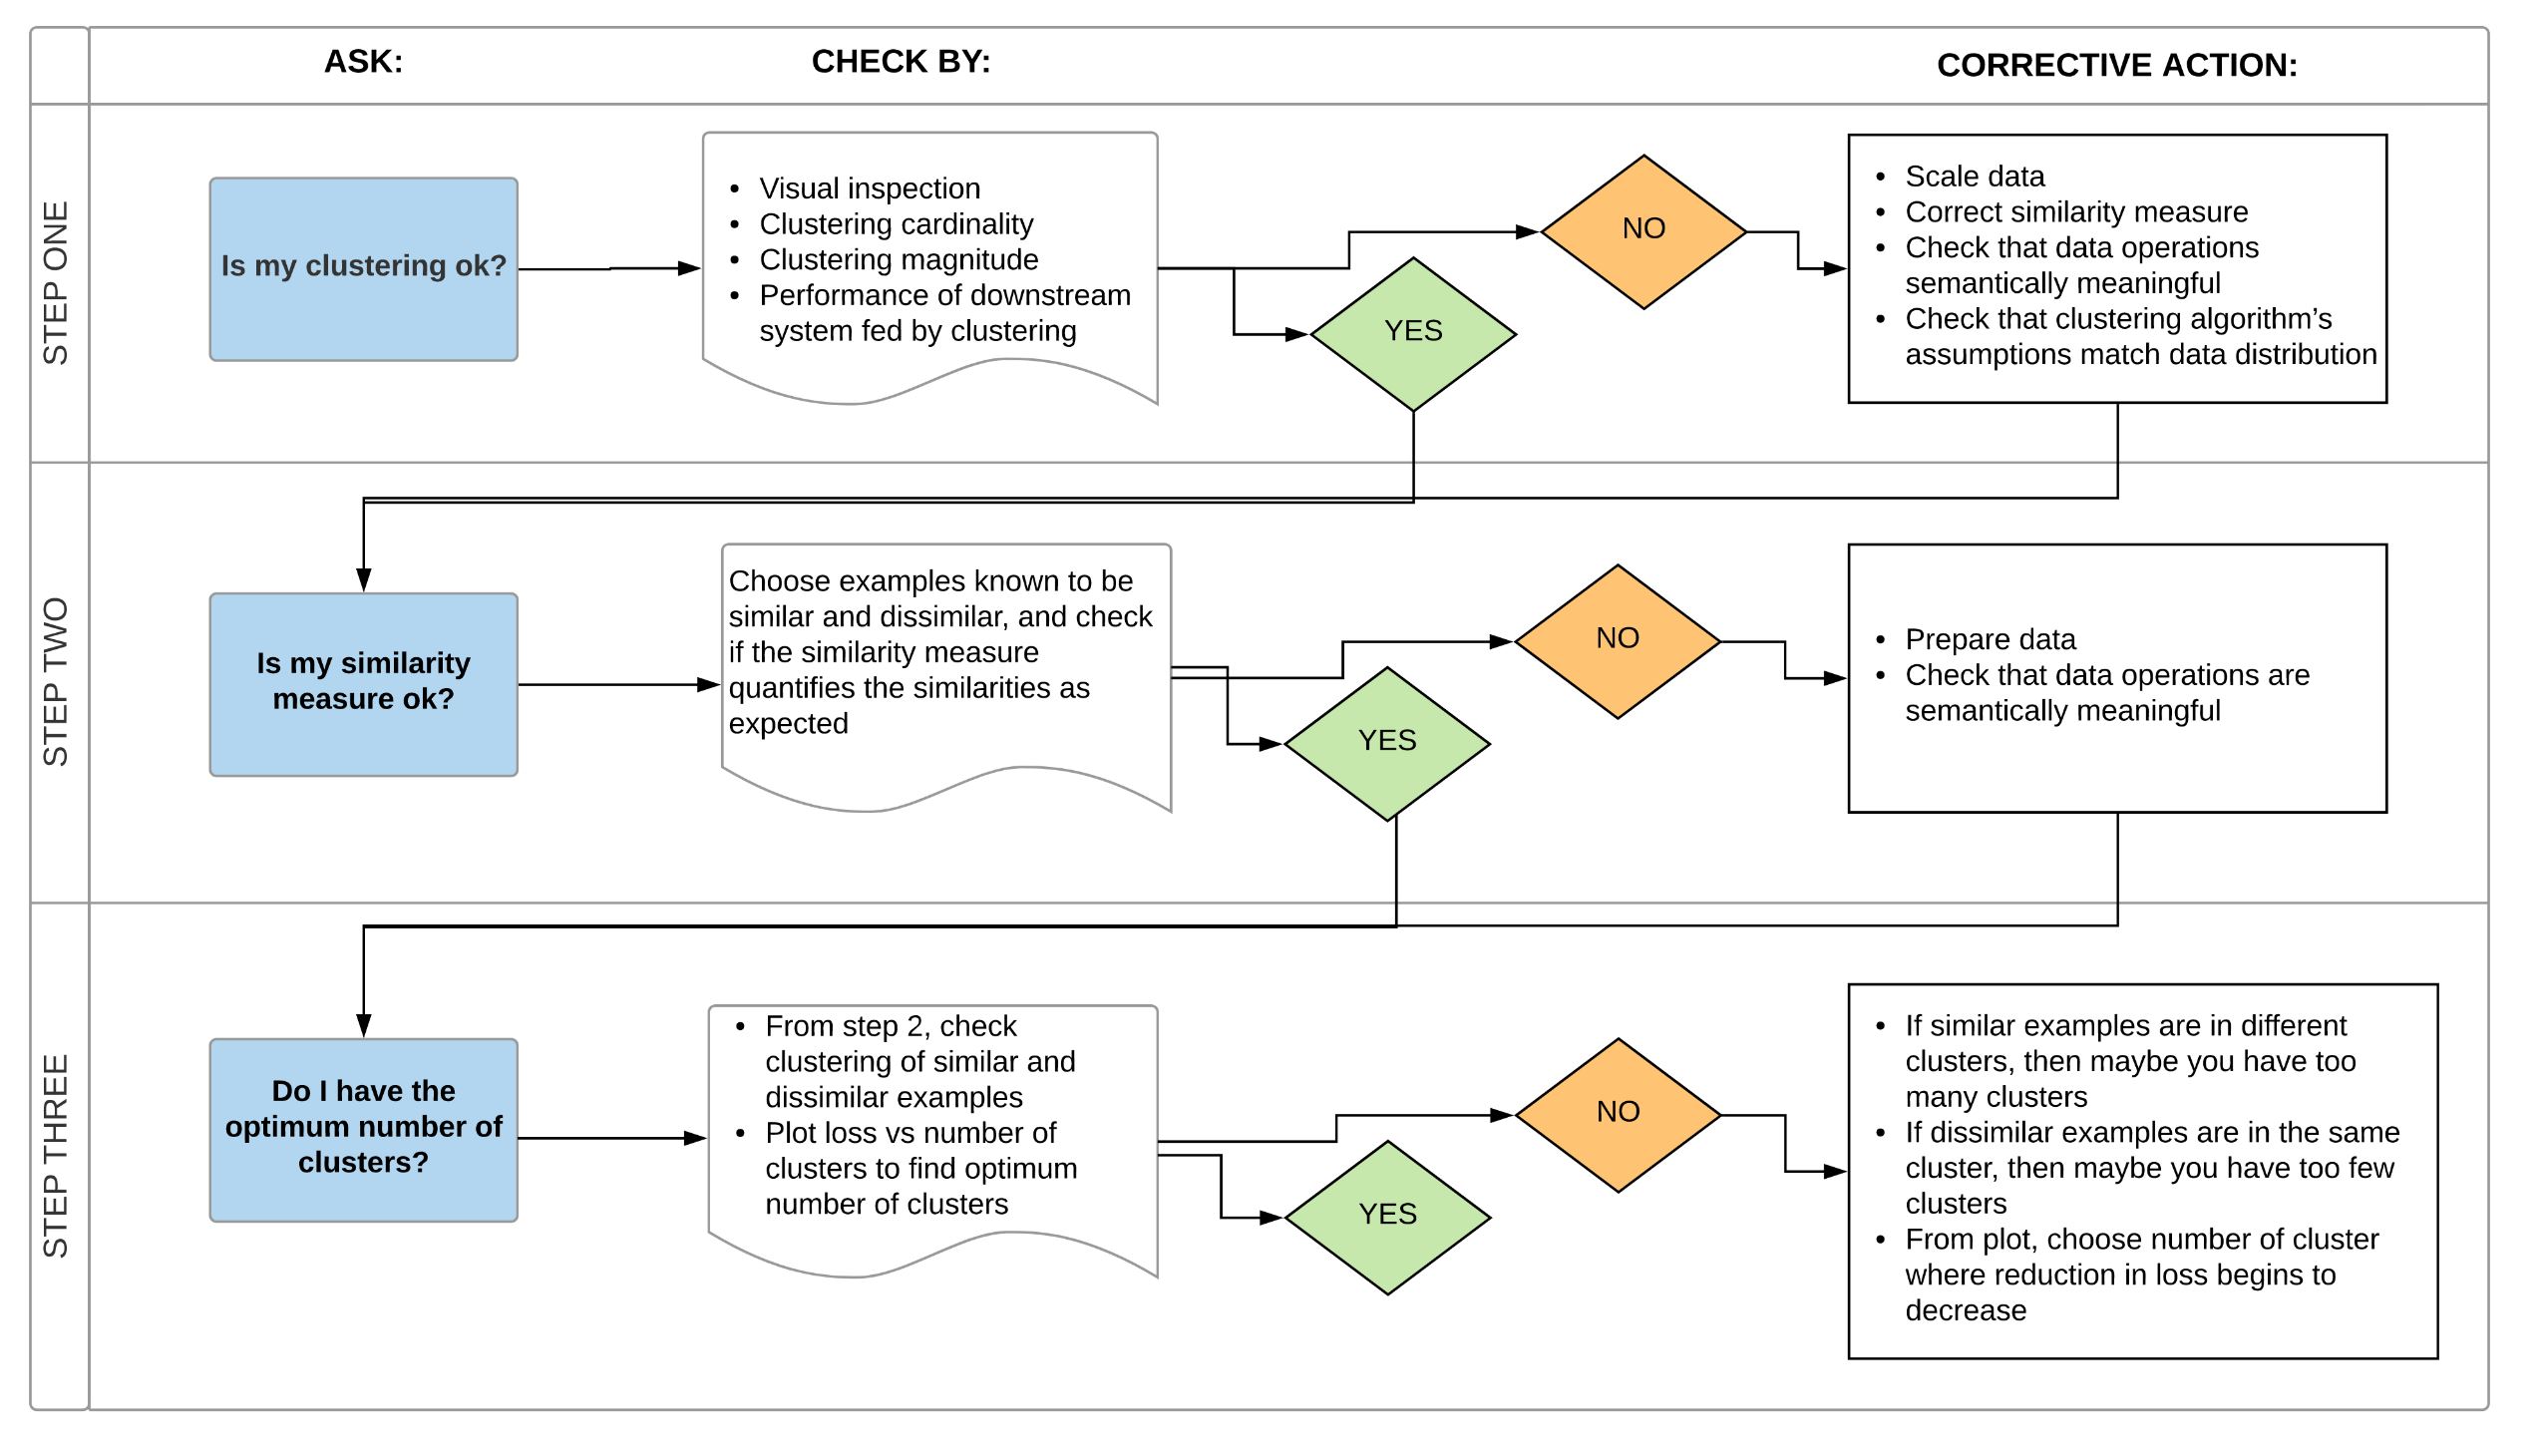 ASK:
CHECK BY:
CORRECTIVE ACTION:
STEP ONE
Is my clustering ok?
• Visual inspection
• Clustering cardinality
• Clustering magnitude
• Performance of downstream
system fed by clustering
NO
YES
• Scale data
• Correct similarity measure
• Check that data operations
semantically meaningful
• Check that clustering algorithm’s
assumptions match data distribution
STEP TWO
Is my similarity
measure ok?
Choose examples known to be
similar and dissimilar, and check
if the similarity measure
quantifies the similarities as
expected
NO
YES
• Prepare data
• Check that data operations are
semantically meaningful
STEP THREE
Do I have the
optimum number of
clusters?
• From step 2, check
clustering of similar and
dissimilar examples
• Plot loss vs number of
clusters to find optimum
number of clusters
NO
YES
• If similar examples are in different
clusters, then maybe you have too
many clusters
• If dissimilar examples are in the same
cluster, then maybe you have too few
clusters
• From plot, choose number of cluster
where reduction in loss begins to
decrease